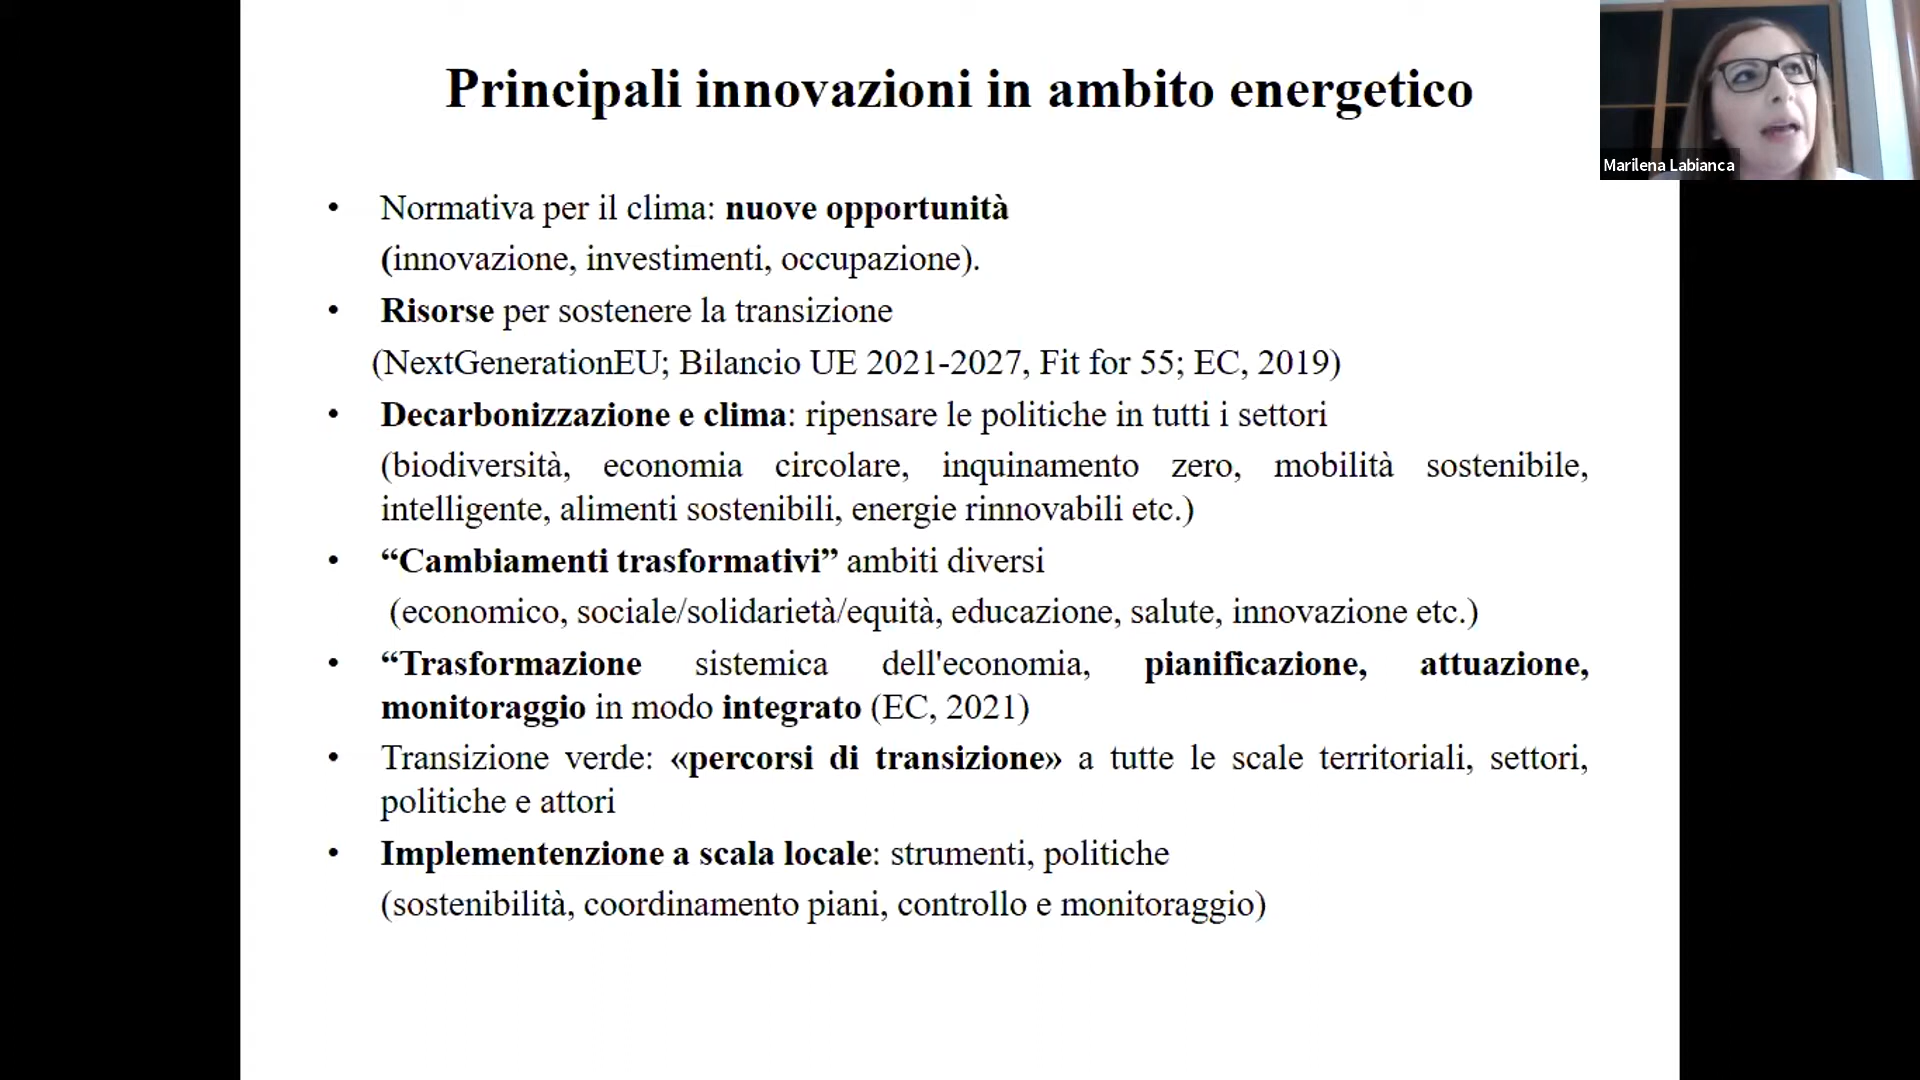 Principali innovazioni in ambito energetico
Marilena Labianca
• Normativa per il clima: nuove opportunità
(innovazione, investimenti, occupazione).
• Risorse per sostenere la transizione
(NextGenerationEU; Bilancio UE 2021-2027, Fit for 55; EC, 2019)
• Decarbonizzazione e clima: ripensare le politiche in tutti i settori
(biodiversità, economia circolare, inquinamento zero, mobilità sostenibile,
intelligente, alimenti sostenibili, energie rinnovabili etc.)
• “Cambiamenti trasformativi” ambiti diversi
(economico, sociale/solidarietà/equità, educazione, salute, innovazione etc.)
• “Trasformazione sistemica dell'economia, pianificazione, attuazione,
monitoraggio in modo integrato (EC, 2021)
• Transizione verde: «percorsi di transizione» a tutte le scale territoriali, settori,
politiche e attori
• Implementenzione a scala locale: strumenti, politiche
(sostenibilità, coordinamento piani, controllo e monitoraggio)